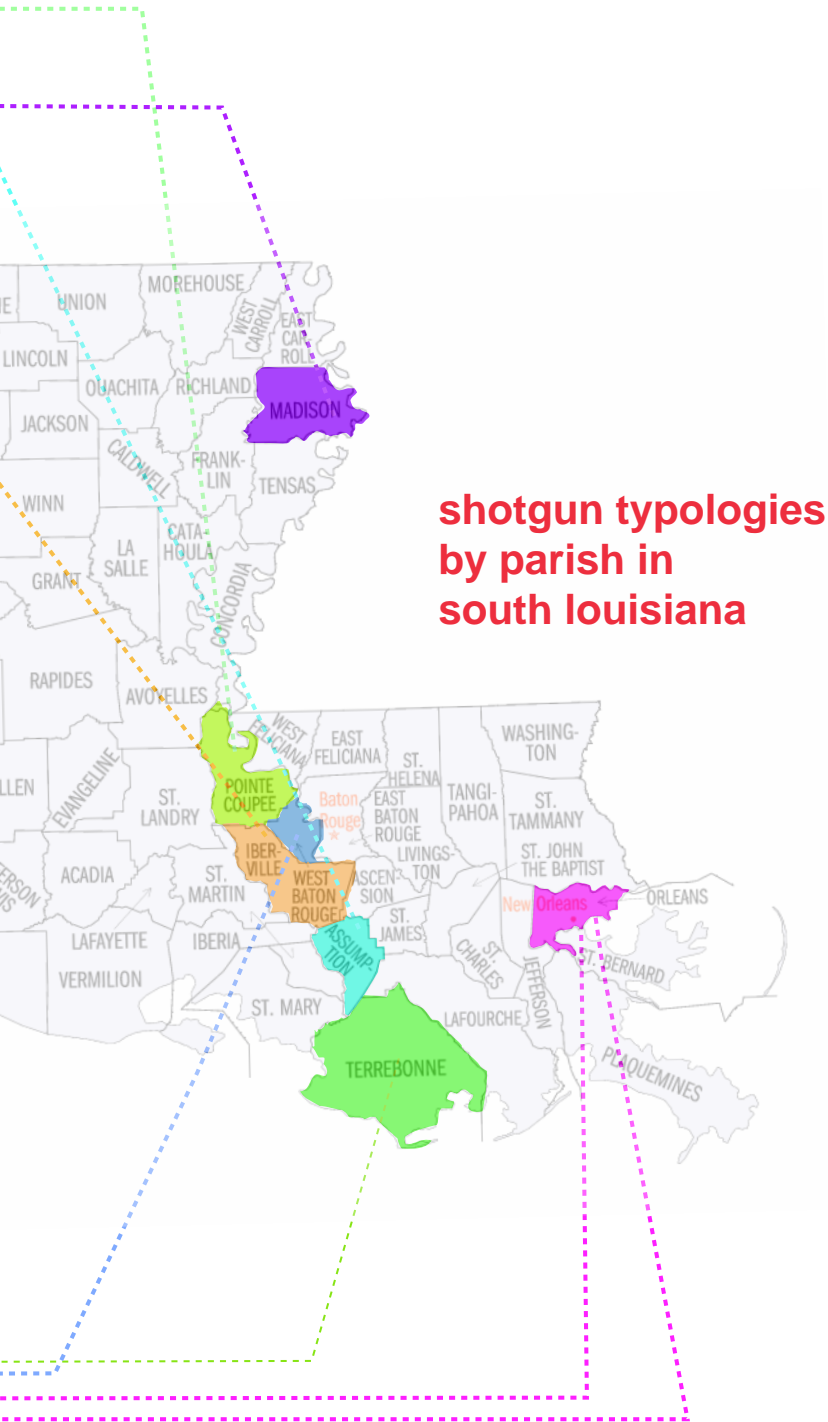 MOREHOUSE
UNION
WEST
CARROLL
EAST
CAR-
ROLL
LINCOLN
OUACHITA
RICHLAND
MADISON
JACKSON
CALDWELL
FRANK-
LIN
TENSAS
WINN
shotgun typologies
by parish in
south louisiana
CATA-
HOULA
LA
SALLE
GRANT
CONCORDIA
RAPIDES
AVOYELLES
WEST
FELICIANA
EAST
FELICIANA
ST.
HELENA
WASHING-
TON
EVANGELINE
ST.
LANDRY
POINTE
COUPEE
Baton
Rouge
EAST
BATON
ROUGE
TANGI-
PAHOA
ST.
TAMMANY
LIVINGS-
TON
ST. JOHN
THE BAPTIST
ACADIA
ST.
MARTIN
IBER-
VILLE
WEST
BATON
ROUGE
ASCEN-
SION
ST.
JAMES
New Orleans
ORLEANS
LAFAYETTE
IBERIA
ASSUMP-
TION
ST.
CHARLES
JEFFERSON
ST. BERNARD
VERMILION
ST. MARY
LAFOURCHE
TERREBONNE
PLAQUEMINES